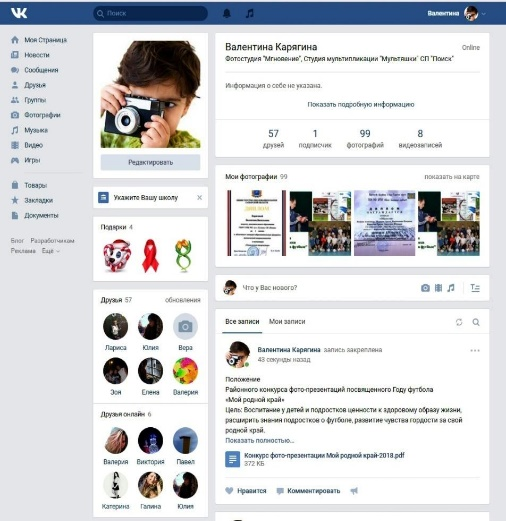 Поиск
Валентина
Моя Страница
Новости
Сообщения
Друзья
Группы
Фотографии
Музыка
Видео
Игры
Товары
Закладки
Документы
Блог Разработчикам
Реклама Ещё
Редактировать
Укажите Вашу школу
Подарки 4
Друзья 57 обновления
Лариса Юлия Вера
Зоя Елена Валерия
Друзья онлайн 6
Валерия Виктория Павел
Катерина Галина Юлия
Валентина Карягина Online
Фотостудия "Мгновение", Студия мультипликации "Мультяшки" СП "Поиск"
Информация о себе не указана.
Показать подробную информацию
57 1 99 8
друзей подписчик фотографий видеозаписей
Мои фотографии 99 показать на карте
Что у Вас нового?
Все записи Мои записи
Валентина Карягина запись закреплена
43 секунды назад
Положение
Районного конкурса фото-презентаций посвященного Году футбола
«Мой родной край»
Цель: Воспитание у детей и подростков ценности к здоровому образу жизни,
расширить знания подростков о футболе, развитие чувства гордости за свой
родной край.
Показать полностью...
Конкурс фото-презентации Мой родной край-2018.pdf
372 КБ
Нравится Комментировать